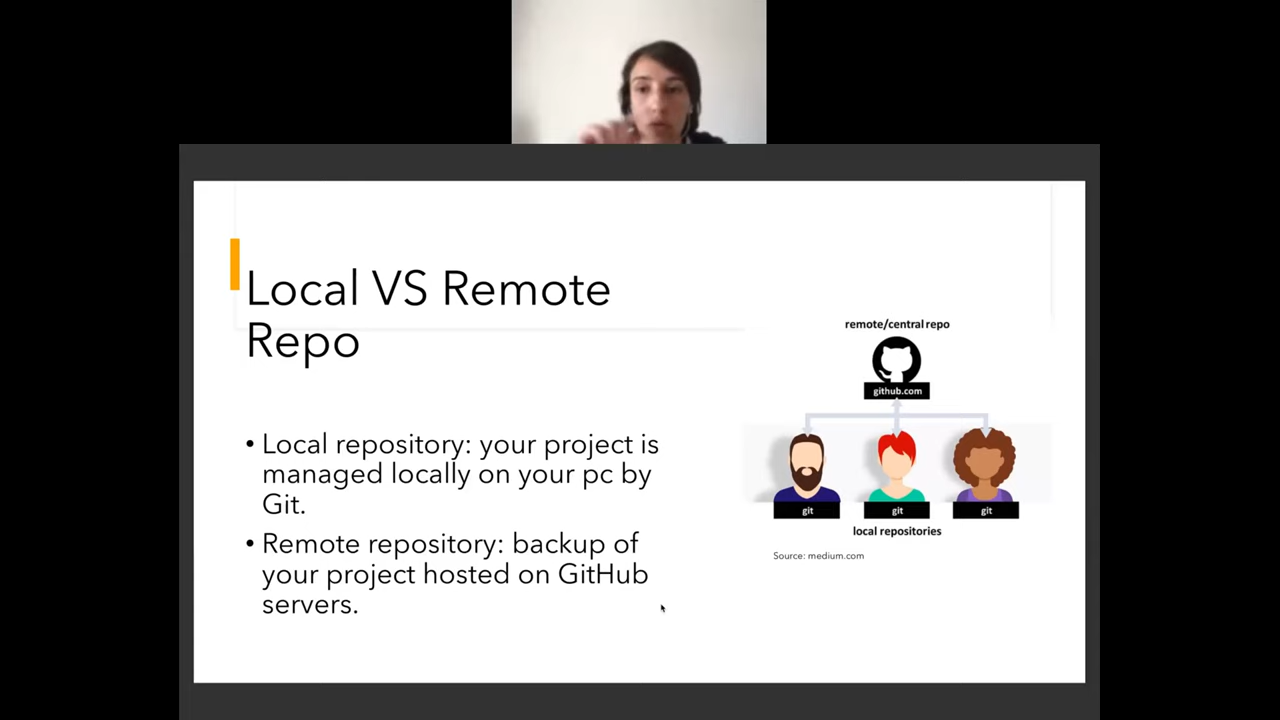 Local VS Remote
Repo
• Local repository: your project is
managed locally on your pc by
Git.
• Remote repository: backup of
your project hosted on GitHub
servers.
remote/central repo
github.com
git
git
git
local repositories
Source: medium.com